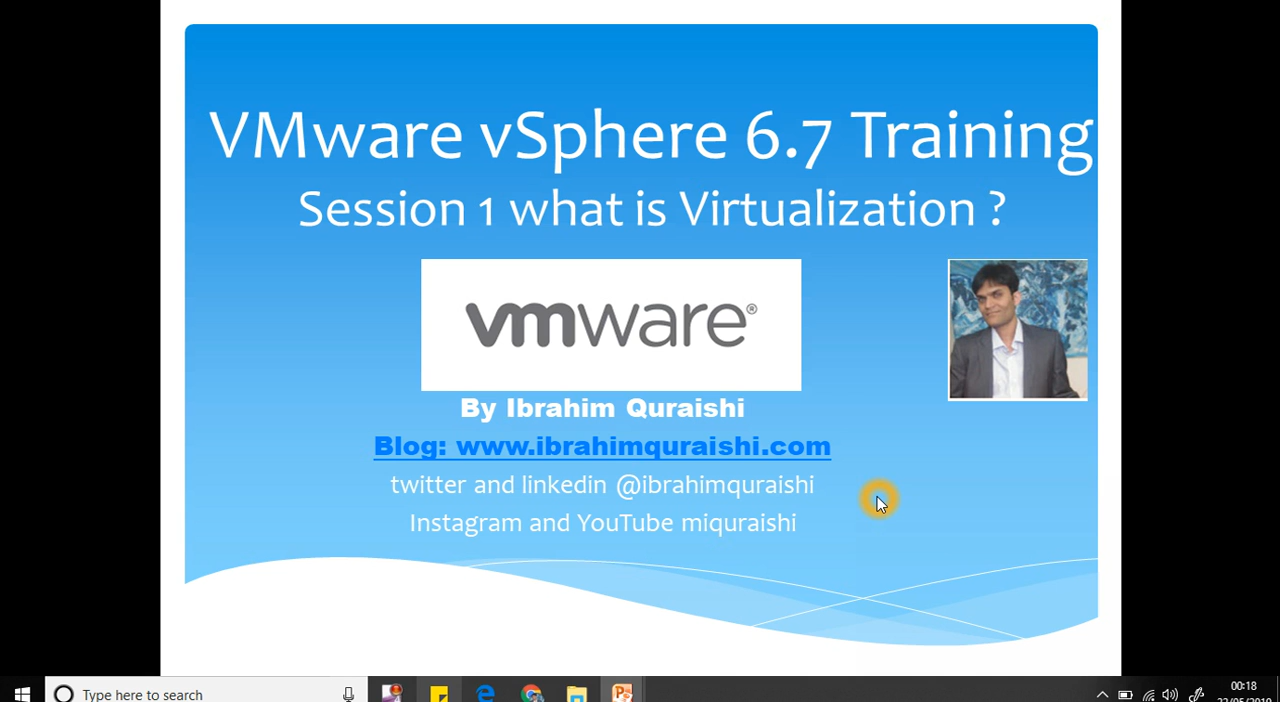 VMware vSphere 6.7 Training
Session 1 what is Virtualization ?
vmware®
By Ibrahim Quraishi
Blog: www.ibrahimquraishi.com
twitter and linkedin @ibrahimquraishi
Instagram and YouTube miquraishi
Type here to search
00:18